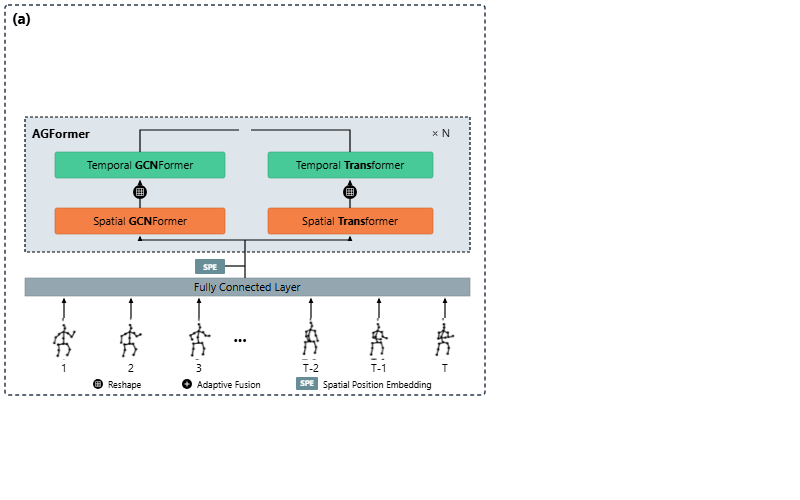 (a)
AGFormer
× N
Temporal GCNFormer
Temporal Transformer
Spatial GCNFormer
Spatial Transformer
SPE
Fully Connected Layer
...
1
2
3
T-2
T-1
T
Reshape
Adaptive Fusion
SPE
Spatial Position Embedding